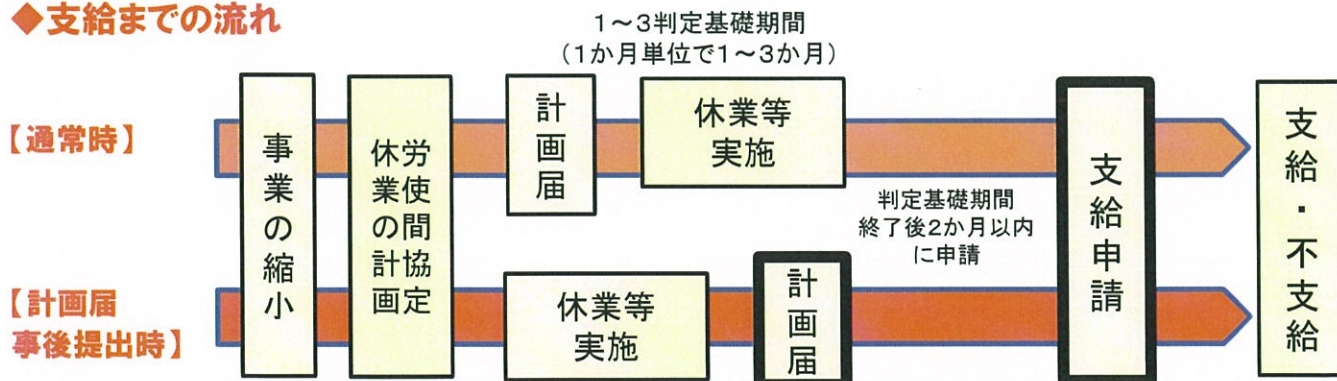 ◆支給までの流れ
1～3判定基礎期間
（1か月単位で1～3か月）
【通常時】
事業の縮小
労使間協定
休業の計画
計画届
休業等
実施
判定基礎期間
終了後2か月以内
に申請
支給申請
支給・不支給
【計画届
事後提出時】
休業等
実施
計画届